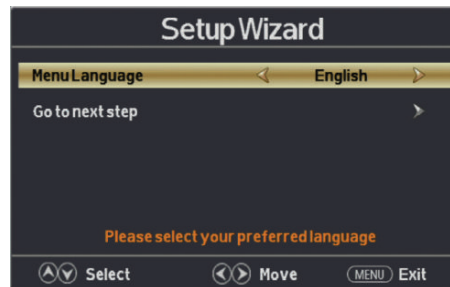 Setup Wizard
Menu Language English
Go to next step
Please select your preferred language
Select Move MENU Exit